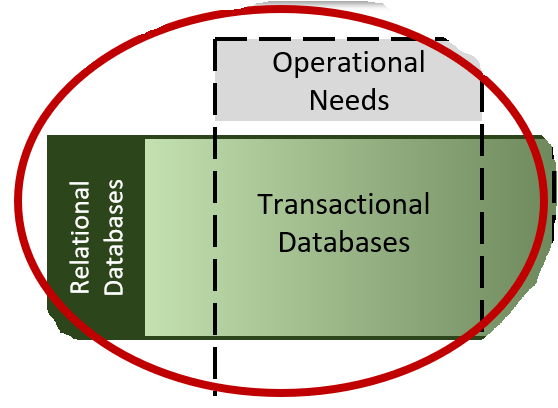 Operational
Needs
Relational
Databases
Transactional
Databases